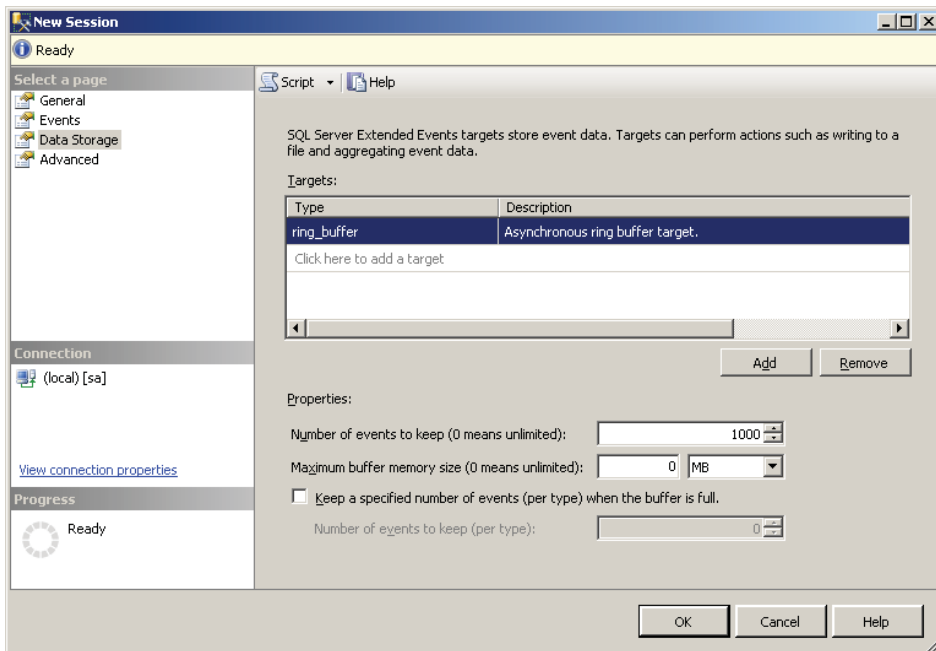 New Session
Ready
Select a page
General
Events
Data Storage
Advanced
Connection
(local) [sa]
View connection properties
Progress
Ready
Script
Help
SQL Server Extended Events targets store event data. Targets can perform actions such as writing to a
file and aggregating event data.
Targets:
Type Description
ring_buffer Asynchronous ring buffer target.
Click here to add a target
Add Remove
Properties:
Number of events to keep (0 means unlimited): 1000
Maximum buffer memory size (0 means unlimited): 0 MB
Keep a specified number of events (per type) when the buffer is full.
Number of events to keep (per type): 0
OK Cancel Help